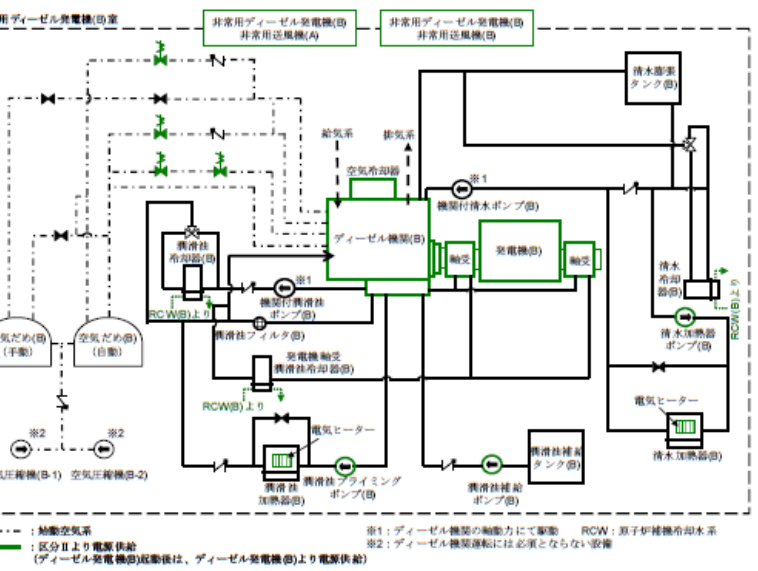 用ディーゼル発電機(B)室
非常用ディーゼル発電機(B)
非常用送風機(A)
非常用ディーゼル発電機(B)
非常用送風機(B)
清水膨張
タンク(B)
給気系
排気系
空気冷却器
※1
機関付清水ポンプ(B)
ディーゼル機関(B)
発電機(B)
軸受
軸受
潤滑油
冷却器(B)
清水
冷却
器(B)
RCW(B)より
※1
機関付潤滑油
ポンプ(B)
RCW(B)より
潤滑油フィルタ(B)
清水加熱器
ポンプ(B)
気だめ(B)
(手動)
空気だめ(B)
(自動)
発電機軸受
潤滑油冷却器(B)
RCW(B)より
電気ヒーター
清水加熱器(B)
※2
※2
気圧縮機(B-1)
空気圧縮機(B-2)
電気ヒーター
潤滑油
加熱器(B)
潤滑油プライミング
ポンプ(B)
潤滑油補給
タンク(B)
潤滑油補給
ポンプ(B)
:始動空気系
:区分Ⅱより電源供給
(ディーゼル発電機(B)起動後は、ディーゼル発電機(B)より電源供給)
※1:ディーゼル機関の軸動力にて駆動
RCW:原子炉補機冷却水系
※2:ディーゼル機関運転には必須とならない設備